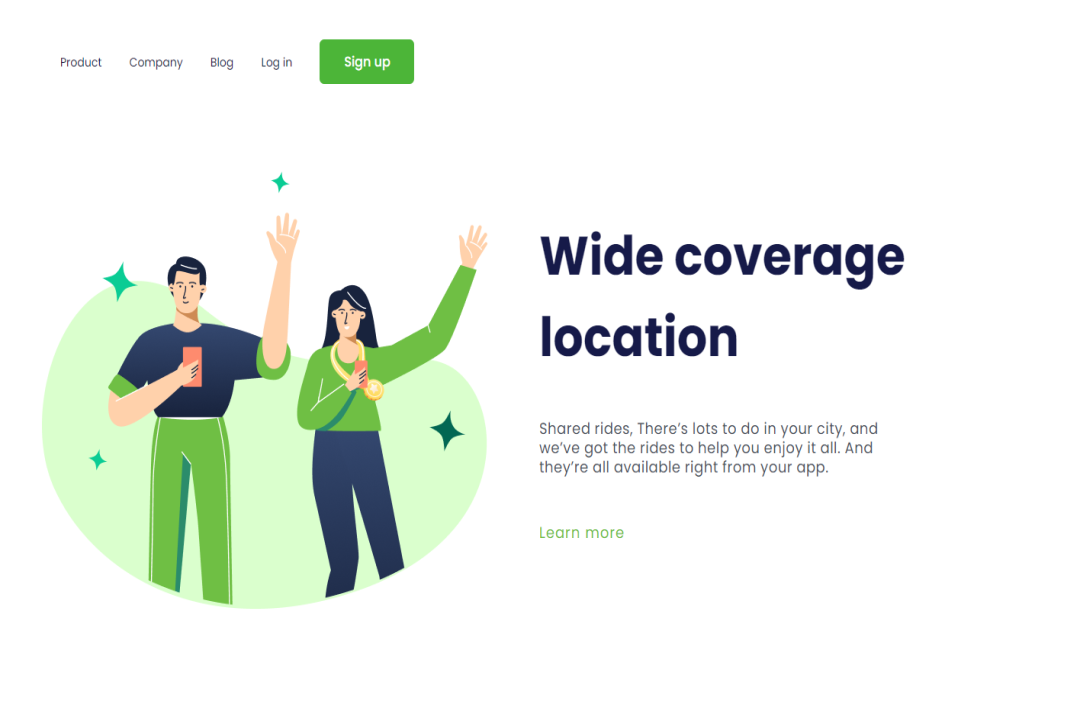 Product Company Blog Log in Sign up
Wide coverage
location
Shared rides, There’s lots to do in your city, and
we’ve got the rides to help you enjoy it all. And
they’re all available right from your app.
Learn more